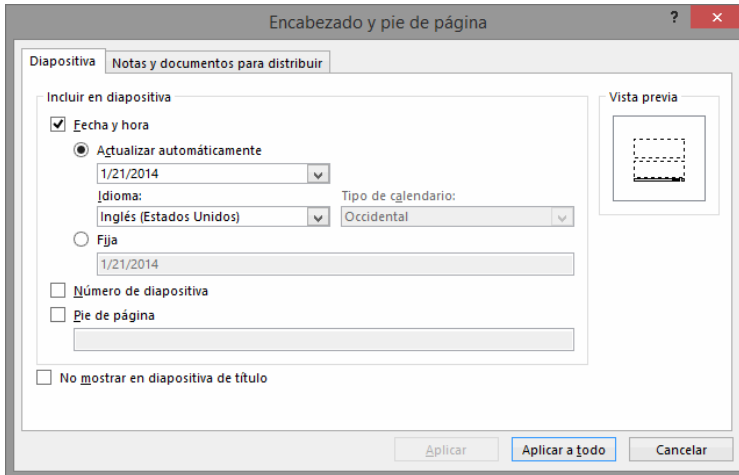 Encabezado y pie de página
?
Diapositiva Notas y documentos para distribuir
Incluir en diapositiva
Vista previa
Fecha y hora
Actualizar automáticamente
1/21/2014
Idioma: Tipo de calendario:
Inglés (Estados Unidos) Occidental
Fija
1/21/2014
Número de diapositiva
Pie de página
No mostrar en diapositiva de título
Aplicar Aplicar a todo Cancelar